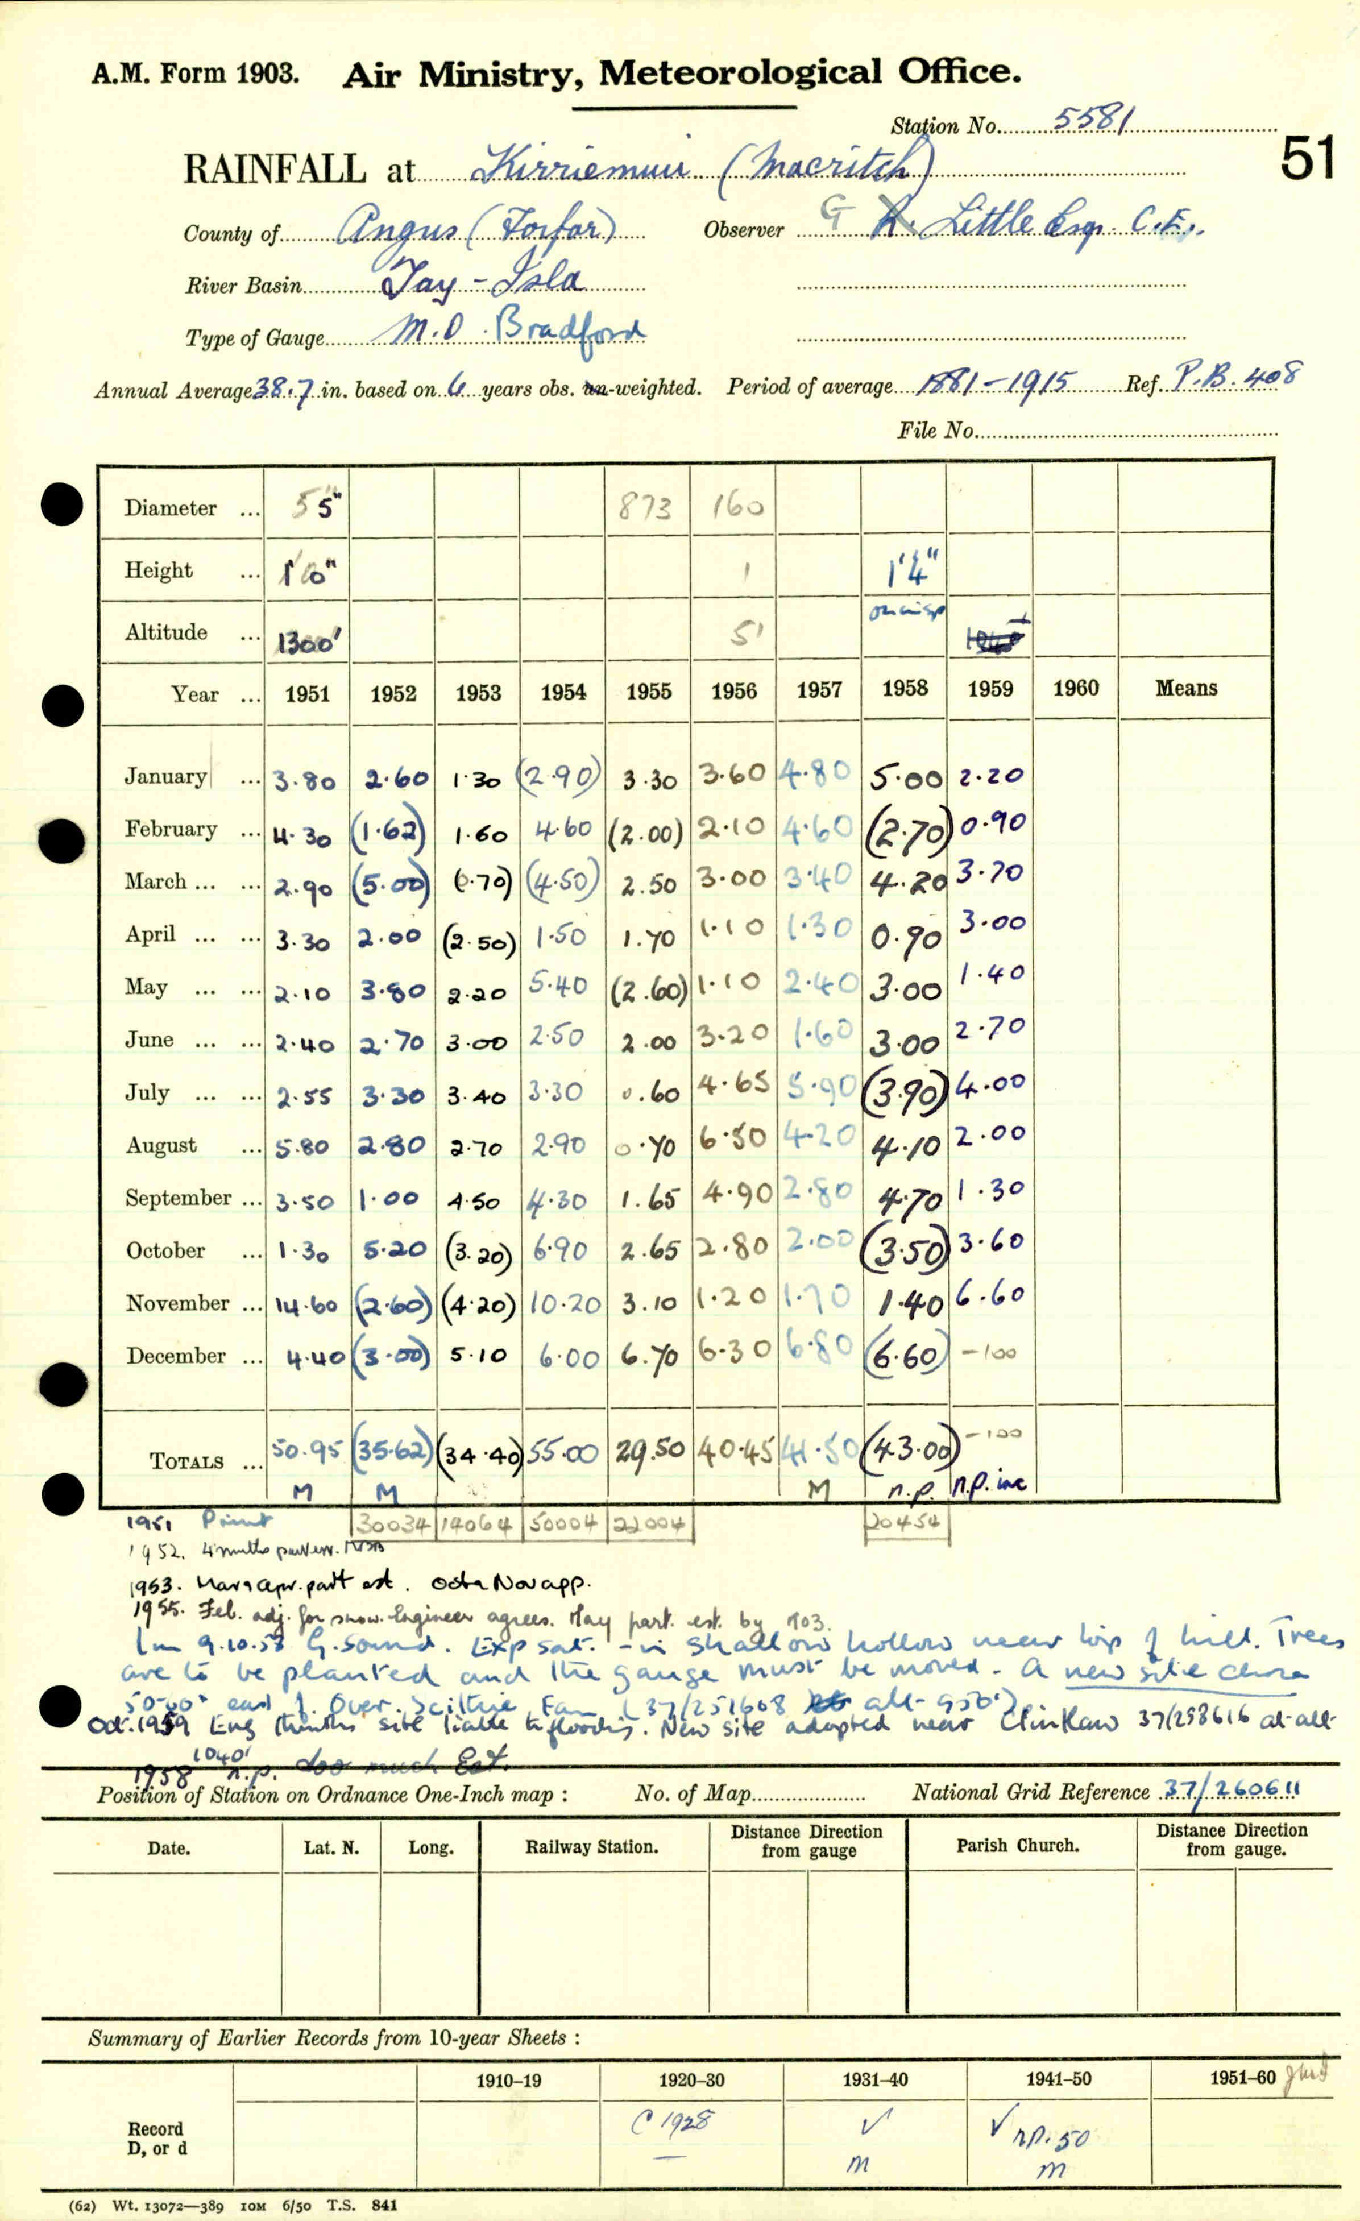 A.M. Form 1903. Air Ministry, Meteorological Office.
Station No. 5581
51
RAINFALL at Kirriemuir (Macritch)
County of Angus (Forfar) Observer G R. Little Esq. C.E.
River Basin Tay - Isla
Type of Gauge M.O. Bradford
Annual Average 38.7 in. based on 6 years obs. un-weighted. Period of average 1881-1915 Ref. P.B. 408
File No.
Diameter ... 5" 873 160
Height ... 1'0" 1 1'4"
Altitude ... 1300' 51 1040
Year ... 1951 1952 1953 1954 1955 1956 1957 1958 1959 1960 Means
January ... 3.80 2.60 1.30 (2.90) 3.30 3.60 4.80 5.00 2.20
February ... 4.30 (1.62) 1.60 4.60 (2.00) 2.10 4.60 (2.70) 0.90
March ... ... 2.90 (5.00) (0.70) (4.50) 2.50 3.00 3.40 4.20 3.70
April ... ... 3.30 2.00 (2.50) 1.50 1.70 1.10 1.30 0.90 3.00
May ... ... 2.10 3.80 2.20 5.40 (2.60) 1.10 2.40 3.00 1.40
June ... ... 2.40 2.70 3.00 2.50 2.00 3.20 1.60 3.00 2.70
July ... ... 2.55 3.30 3.40 3.30 0.60 4.65 5.90 (3.90) 4.00
August ... 5.80 2.80 2.70 2.90 0.70 6.50 4.20 4.10 2.00
September ... 3.50 1.00 4.50 4.30 1.65 4.90 2.80 4.70 1.30
October ... 1.30 5.20 (3.20) 6.90 2.65 2.80 2.00 (3.50) 3.60
November ... 14.60 (2.60) (4.20) 10.20 3.10 1.20 1.70 1.40 6.60
December ... 4.40 (3.00) 5.10 6.00 6.70 6.30 6.80 (6.60) -100
TOTALS ... 50.95 (35.62) (34.40) 55.00 29.50 40.45 41.50 (43.00) -100
M M M n.p. n.p. inc
30034 14064 50004 22004 20454
1951 Print
1952. 4 months part
1953. Mar & Apr. part est. Oct & Nov app.
1955. Feb. adj. for snow. Engineer agrees. May part. est. by M03.
Im 9.10.58 G. sound. Exp sat. - in shallow hollow near top of hill. Trees
are to be planted and the gauge must be moved. A new site
east of Over Farm (37/251608 alt. 950')
Oct. 1959 Eng thinks site liable to flooding. New site adopted near Clinkaw 37/298616 at alt
1040'
1958 n.p. too much Est.
Position of Station on Ordnance One-Inch map : No. of Map National Grid Reference 37/260611
Date. Lat. N. Long. Railway Station. Distance from Direction gauge Parish Church. Distance from Direction gauge.
Summary of Earlier Records from 10-year Sheets :
1910–19 1920–30 1931–40 1941–50 1951–60
Record D, or d C 1928 — ✓ M ✓ n.p. 50 M
(62) Wt. 13072—389 10M 6/50 T.S. 841